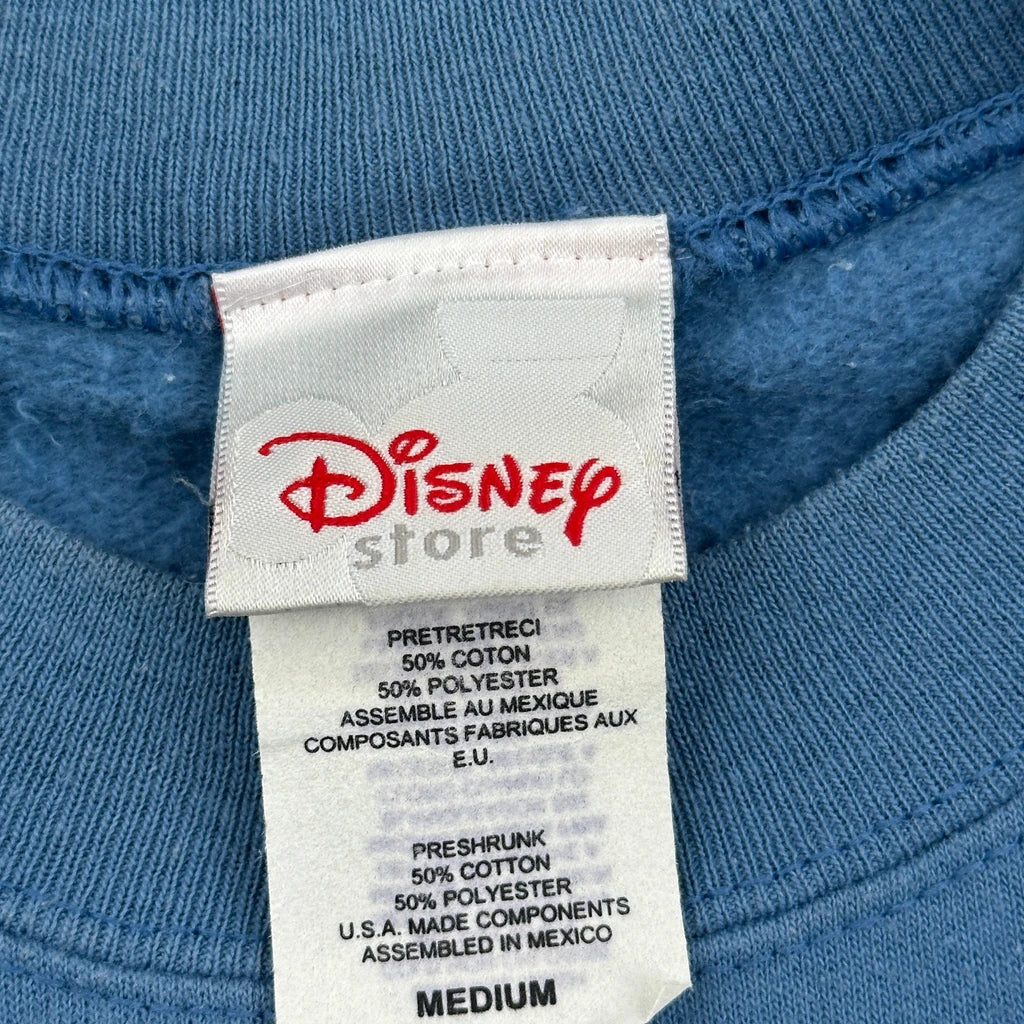 Disney
store
PRETRETRECI
50% COTON
50% POLYESTER
ASSEMBLE AU MEXIQUE
COMPOSANTS FABRIQUES AUX
E.U.
PRESHRUNK
50% COTTON
50% POLYESTER
U.S.A. MADE COMPONENTS
ASSEMBLED IN MEXICO
MEDIUM